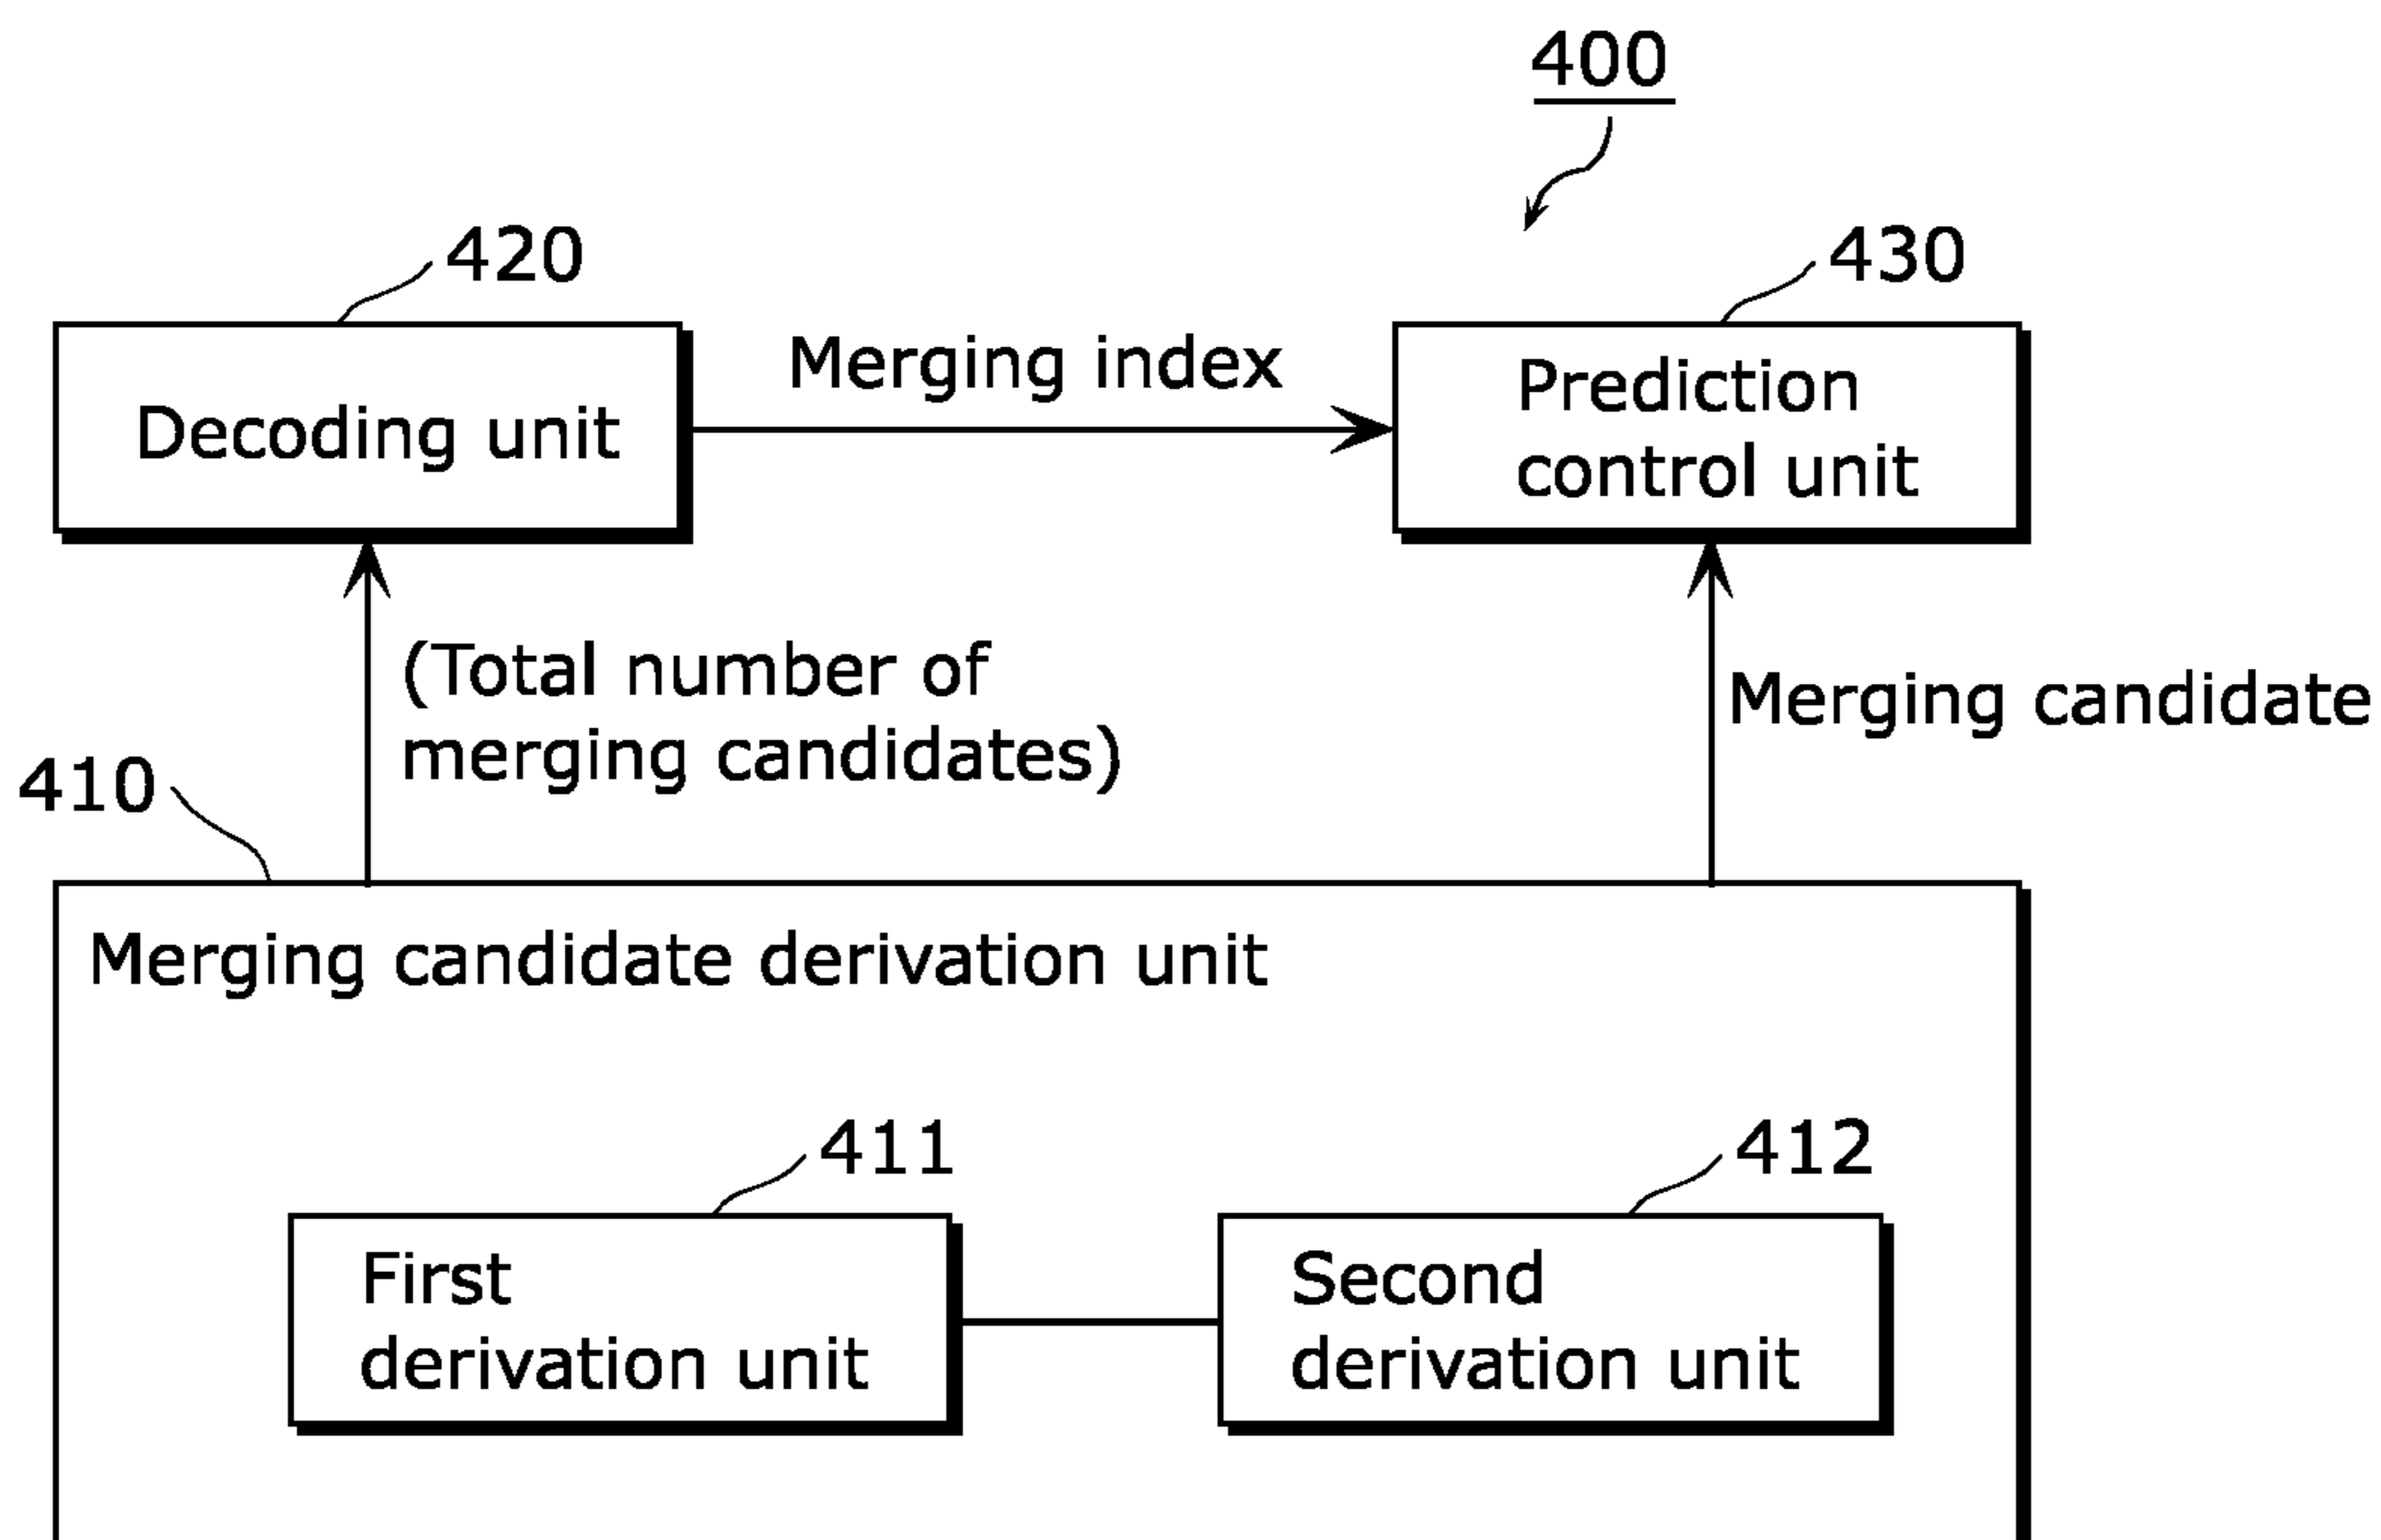 400
420
430
Decoding unit
Merging index
Prediction
control unit
(Total number of
merging candidates)
Merging candidate
410
Merging candidate derivation unit
411
412
First
derivation unit
Second
derivation unit